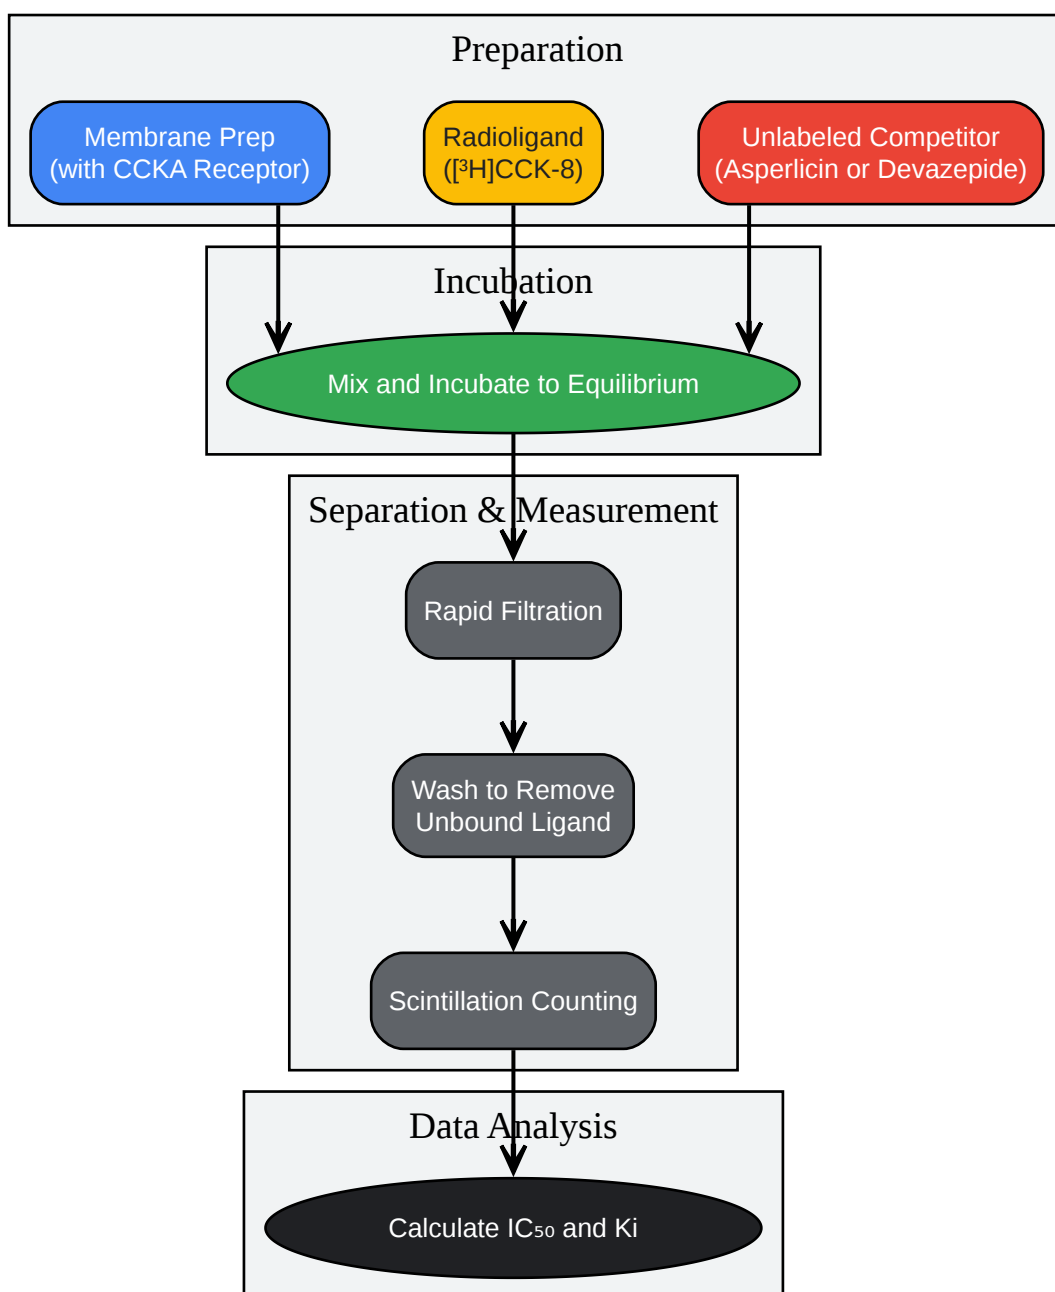 Preparation
Membrane Prep
(with CCKA Receptor)
Radioligand
([³H]CCK-8)
Unlabeled Competitor
(Asperlicin or Devazepide)
Incubation
Mix and Incubate to Equilibrium
Separation & Measurement
Rapid Filtration
Wash to Remove
Unbound Ligand
Scintillation Counting
Data Analysis
Calculate IC₅₀ and Ki